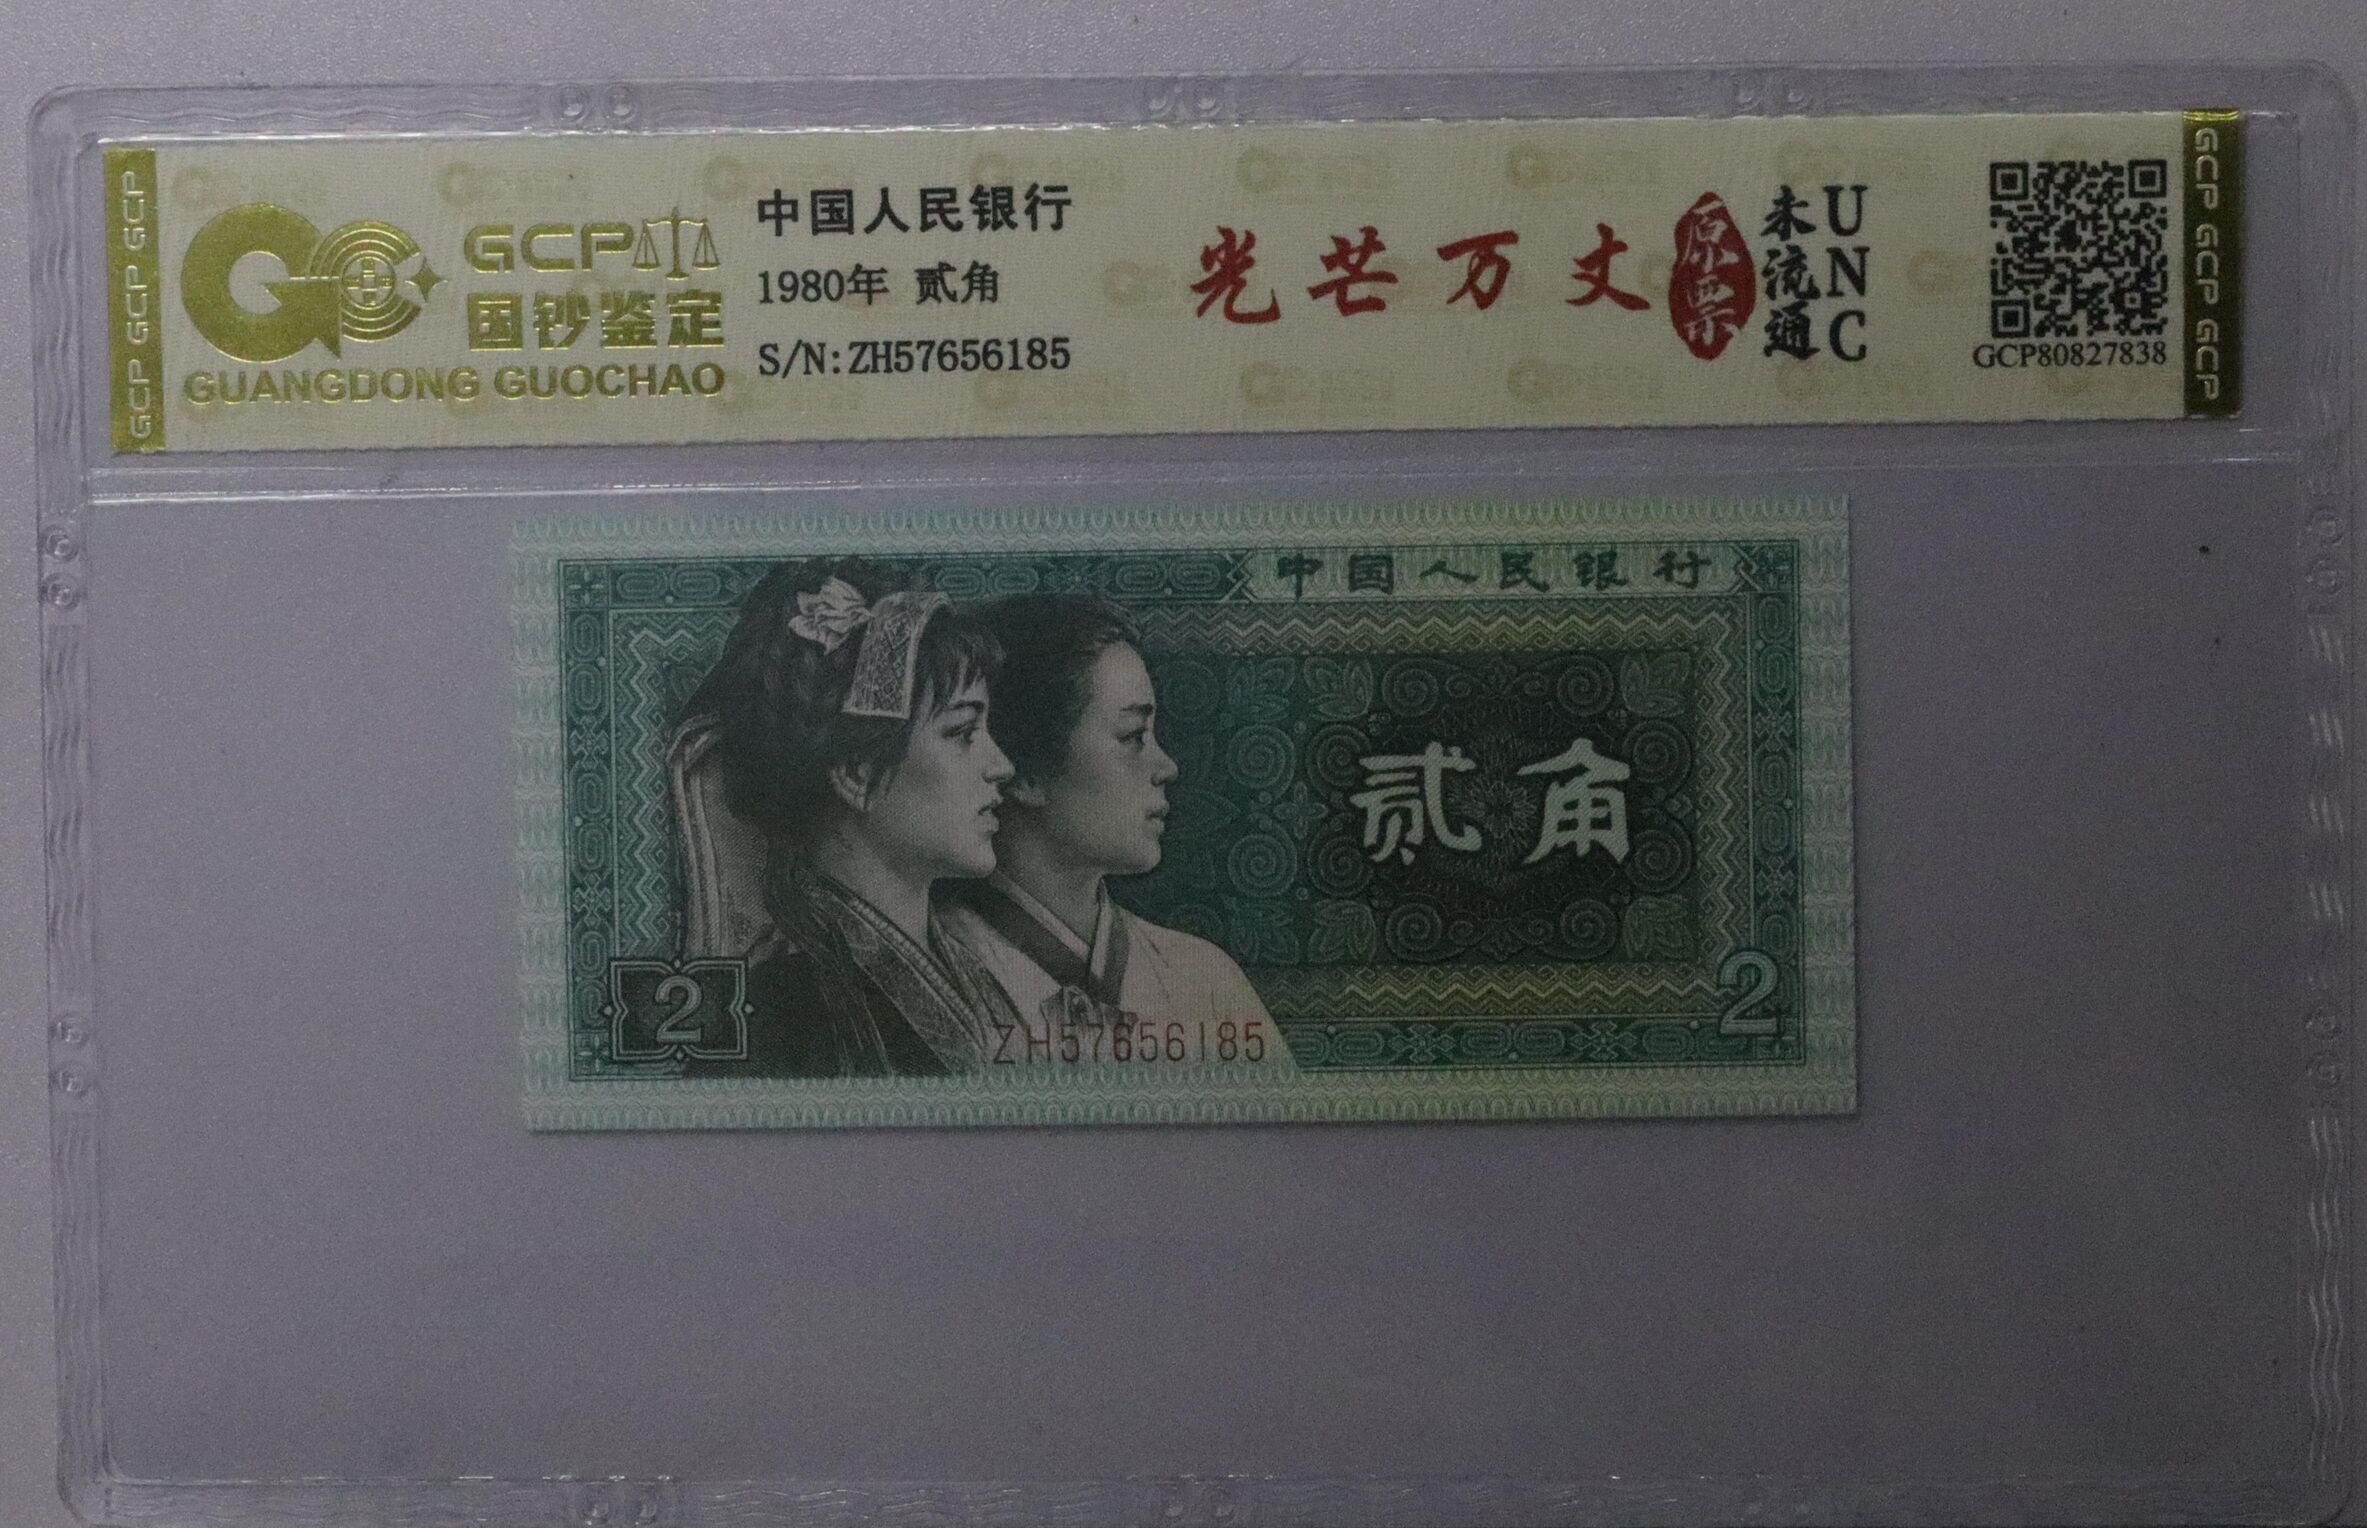 GCP GCP GCP
GCP
国钞鉴定
GUANGDONG GUOCHAO
中国人民银行
1980年 贰角
S/N:ZH57656185
光芒万丈
原票
未流通
UNC
GCP80827838
GCP GCP GCP
中国人民银行
贰角
2
2
ZH57656185